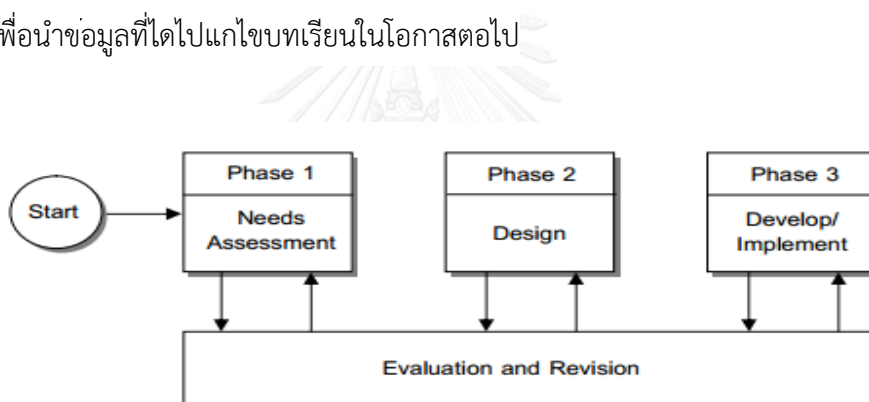 พื่อนำข้อมูลที่ไดไปแกไขบทเรียนในโอกาสตอไป
Phase 1
Phase 2
Phase 3
Start
Needs
Assessment
Design
Develop/
Implement
Evaluation and Revision